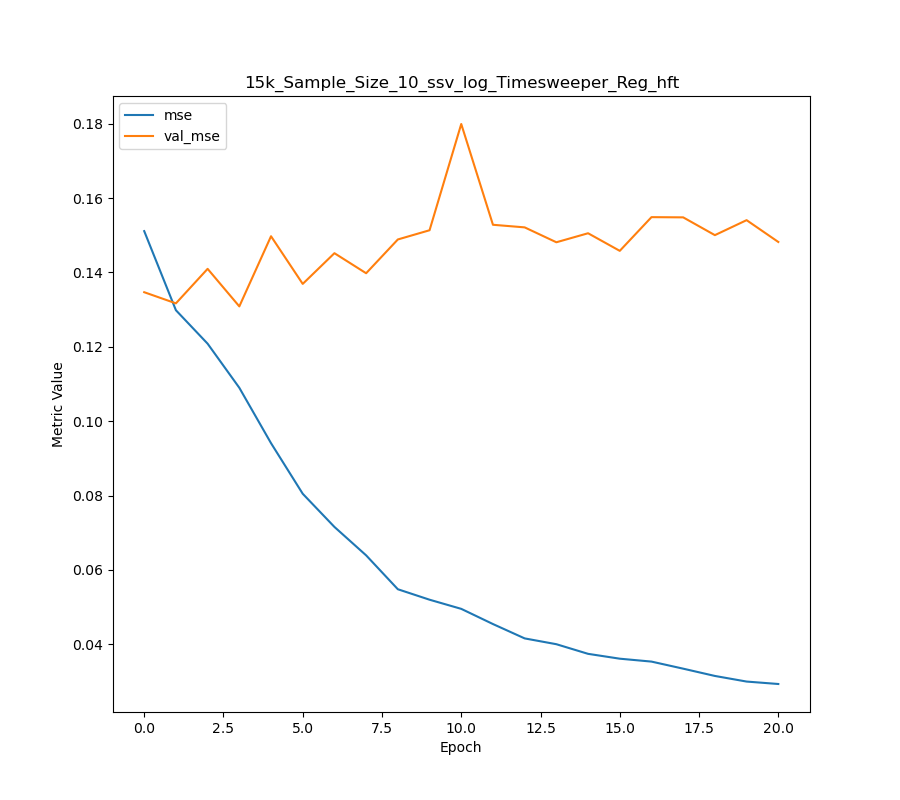 15k_Sample_Size_10_ssv_log_Timesweeper_Reg_hft
mse
val_mse
0.18
0.16
0.14
0.12
0.10
0.08
0.06
0.04
Metric Value
0.0 2.5 5.0 7.5 10.0 12.5 15.0 17.5 20.0
Epoch